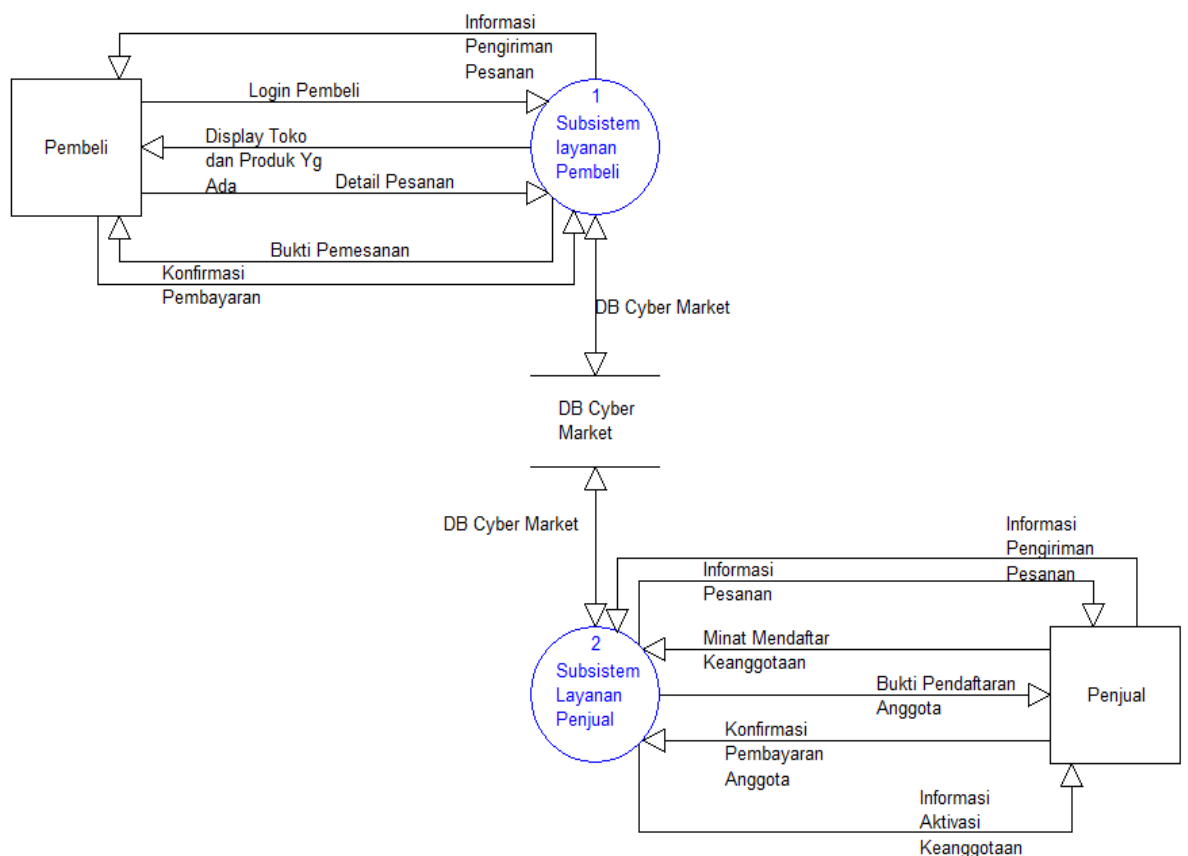 Informasi
Pengiriman
Pesanan
Login Pembeli
1
Subsistem
layanan
Pembeli
Pembeli
Display Toko
dan Produk Yg
Ada
Detail Pesanan
Bukti Pemesanan
Konfirmasi
Pembayaran
DB Cyber Market
DB Cyber
Market
DB Cyber Market
Informasi
Pengiriman
Pesanan
Informasi
Pesanan
Minat Mendaftar
Keanggotaan
2
Subsistem
Layanan
Penjual
Bukti Pendaftaran
Anggota
Penjual
Konfirmasi
Pembayaran
Anggota
Informasi
Aktivasi
Keanggotaan